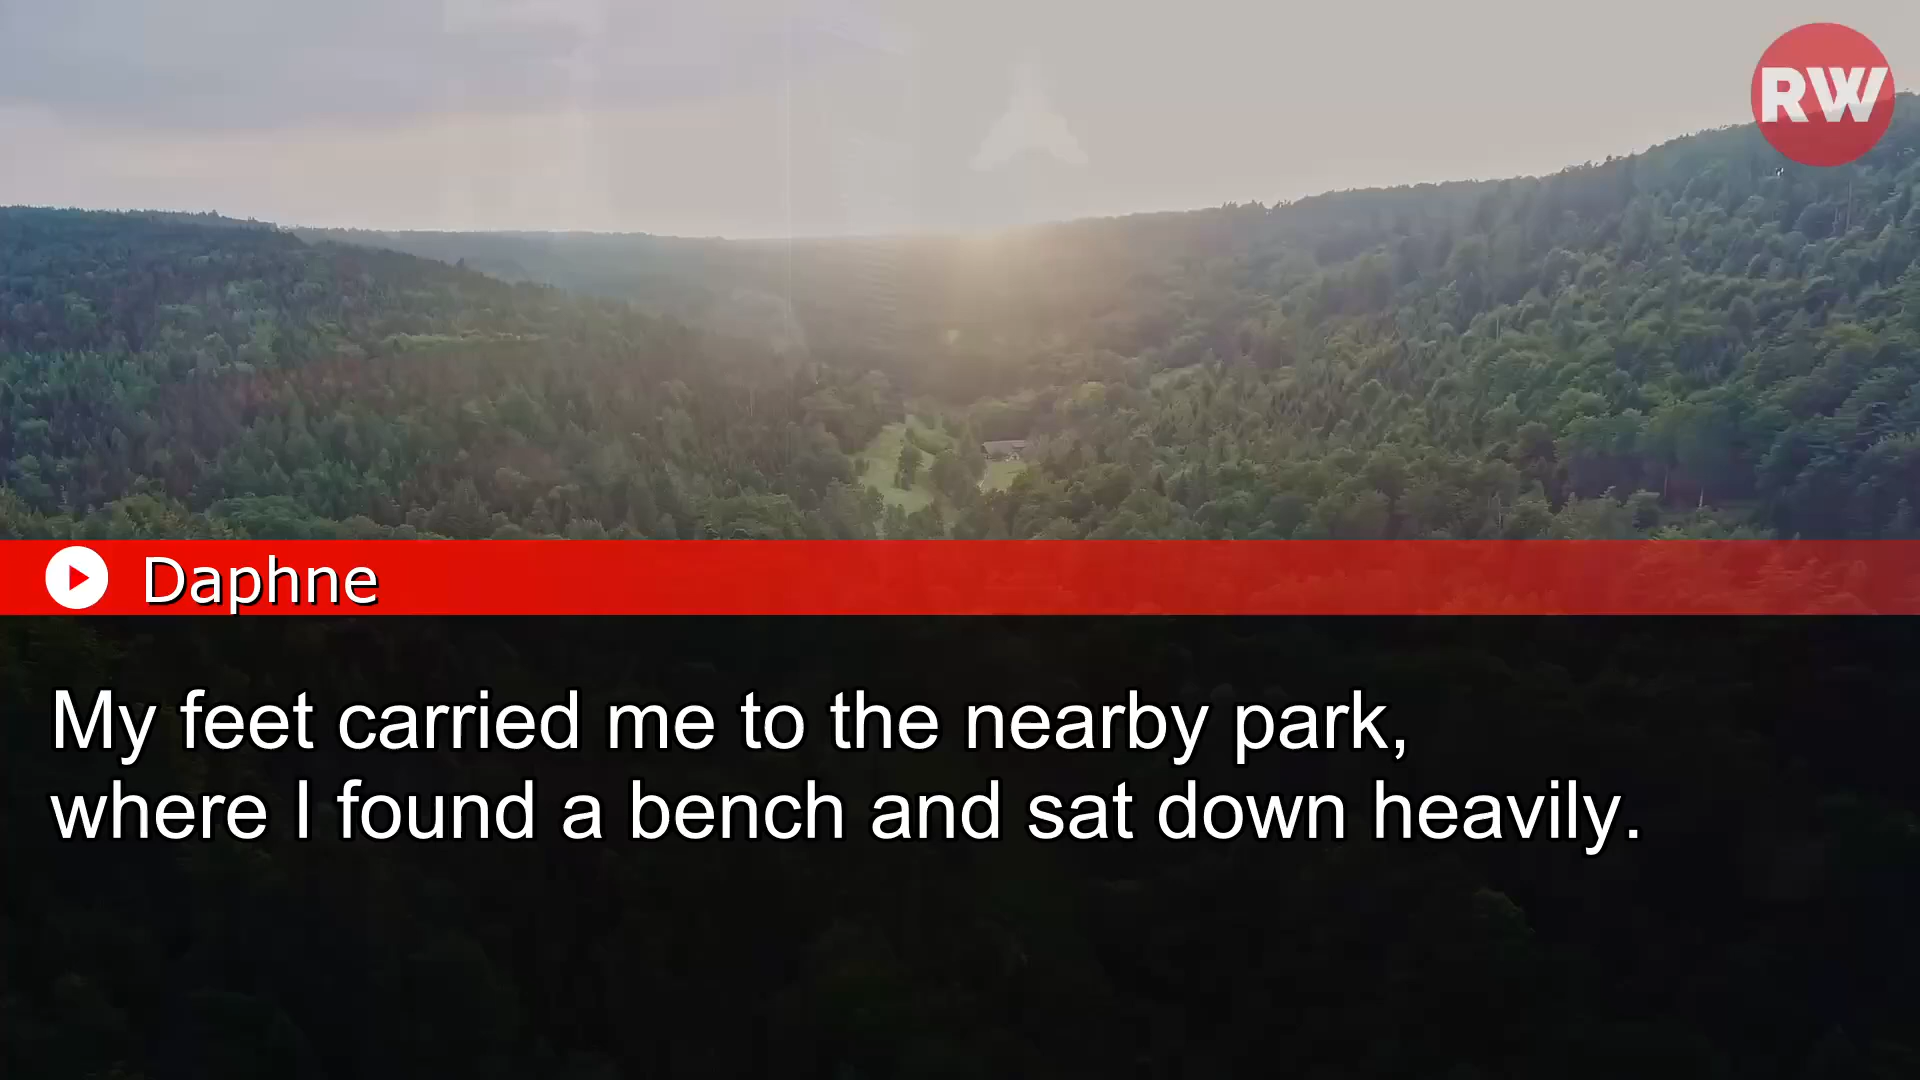 RW
Daphne
My feet carried me to the nearby park,
where I found a bench and sat down heavily.